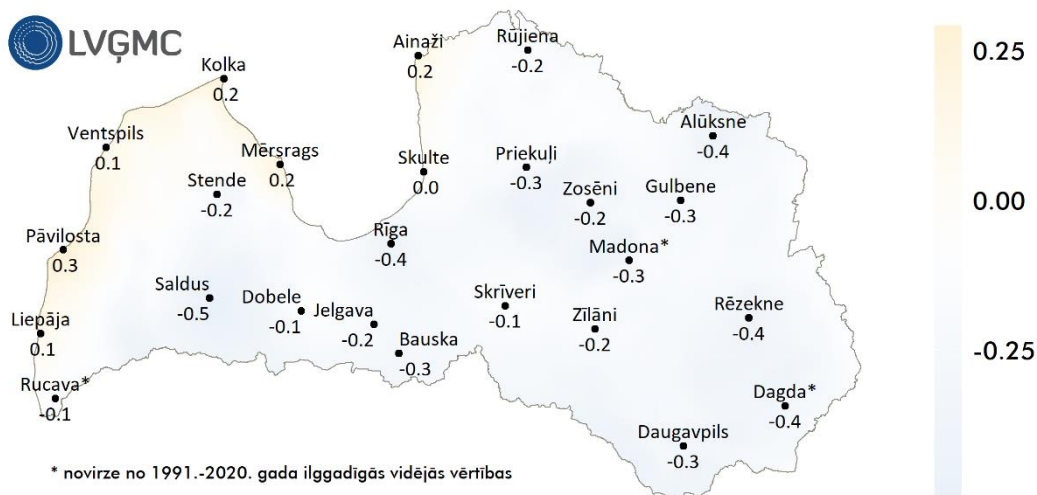 LVĢMC
Ainaži
0.2
Rūjiena
-0.2
0.25
Kolka
0.2
Ventspils
0.1
Mērsrags
0.2
Alūksne
-0.4
Skulte
0.0
Priekuļi
-0.3
Stende
-0.2
Zosēni
-0.2
Gulbene
-0.3
0.00
Pāvilosta
0.3
Rīga
-0.4
Madona*
-0.3
Saldus
-0.5
Dobele
-0.1
Jelgava
-0.2
Skrīveri
-0.1
Zīlāni
-0.2
Rēzekne
-0.4
Liepāja
0.1
Bauska
-0.3
-0.25
Rucava*
-0.1
Dagda*
-0.4
Daugavpils
-0.3
* novirze no 1991.-2020. gada ilggadīgās vidējās vērtības